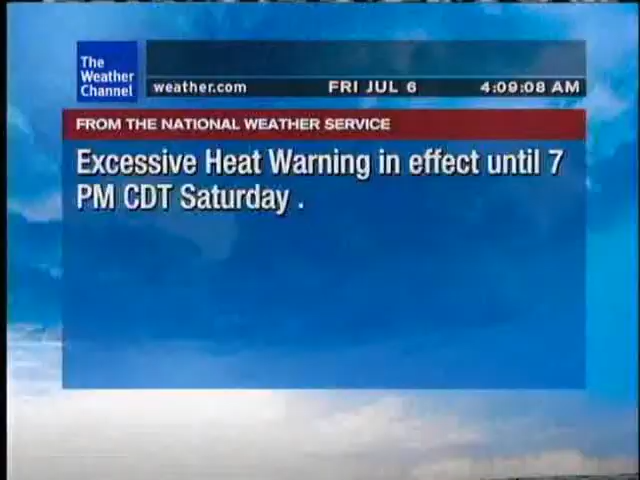 The
Weather
Channel
weather.com FRI JUL 6 4:09:08 AM
FROM THE NATIONAL WEATHER SERVICE
Excessive Heat Warning in effect until 7
PM CDT Saturday .